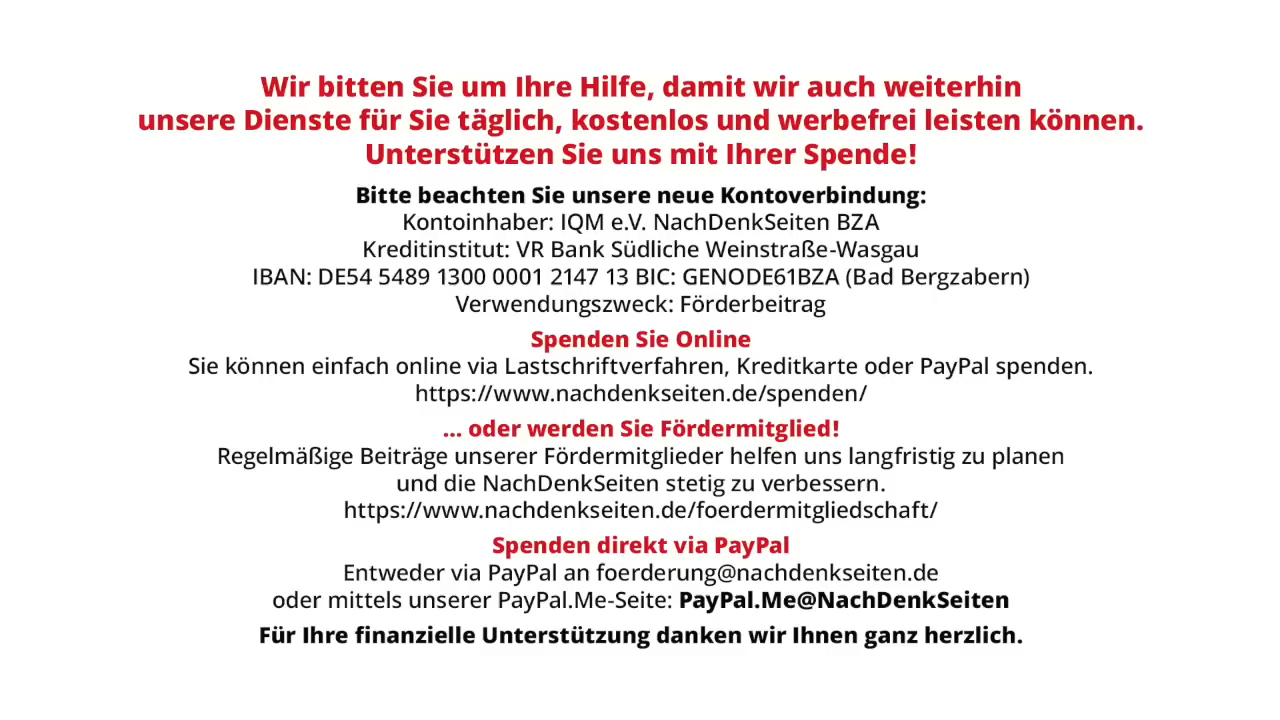 Wir bitten Sie um Ihre Hilfe, damit wir auch weiterhin
unsere Dienste für Sie täglich, kostenlos und werbefrei leisten können.
Unterstützen Sie uns mit Ihrer Spende!
Bitte beachten Sie unsere neue Kontoverbindung:
Kontoinhaber: IQM e.V. NachDenkSeiten BZA
Kreditinstitut: VR Bank Südliche Weinstraße-Wasgau
IBAN: DE54 5489 1300 0001 2147 13 BIC: GENODE61BZA (Bad Bergzabern)
Verwendungszweck: Förderbeitrag
Spenden Sie Online
Sie können einfach online via Lastschriftverfahren, Kreditkarte oder PayPal spenden.
https://www.nachdenkseiten.de/spenden/
... oder werden Sie Fördermitglied!
Regelmäßige Beiträge unserer Fördermitglieder helfen uns langfristig zu planen
und die NachDenkSeiten stetig zu verbessern.
https://www.nachdenkseiten.de/foerdermitgliedschaft/
Spenden direkt via PayPal
Entweder via PayPal an foerderung@nachdenkseiten.de
oder mittels unserer PayPal.Me-Seite: PayPal.Me@NachDenkSeiten
Für Ihre finanzielle Unterstützung danken wir Ihnen ganz herzlich.